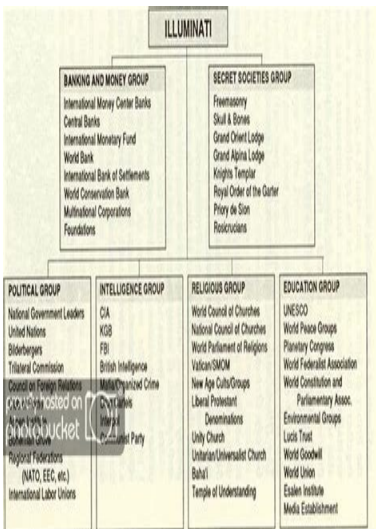 ILLUMINATI
BANKING AND MONEY GROUP
International Money Center Banks
Central Banks
International Monetary Fund
World Bank
International Bank of Settlements
World Conservation Bank
Multinational Corporations
Foundations
SECRET SOCIETIES GROUP
Freemasonry
Skull & Bones
Grand Orient Lodge
Grand Alpina Lodge
Knights Templar
Royal Order of the Garter
Priory de Sion
Rosicrucians
POLITICAL GROUP
National Government Leaders
United Nations
Bilderbergers
Trilateral Commission
Council on Foreign Relations
Regional Federations
(NATO, EEC, etc.)
International Labor Unions
INTELLIGENCE GROUP
CIA
KGB
FBI
British Intelligence
Mafia/Organized Crime
Communist Party
RELIGIOUS GROUP
World Council of Churches
National Council of Churches
World Parliament of Religions
Vatican/SMOM
New Age Cults/Groups
Liberal Protestant
Denominations
Unity Church
Unitarian/Universalist Church
Baha'i
Temple of Understanding
EDUCATION GROUP
UNESCO
World Peace Groups
Planetary Congress
World Federalist Association
World Constitution and
Parliamentary Assoc.
Environmental Groups
Lucis Trust
World Goodwill
World Union
Esalen Institute
Media Establishment
hosted on
photobucket